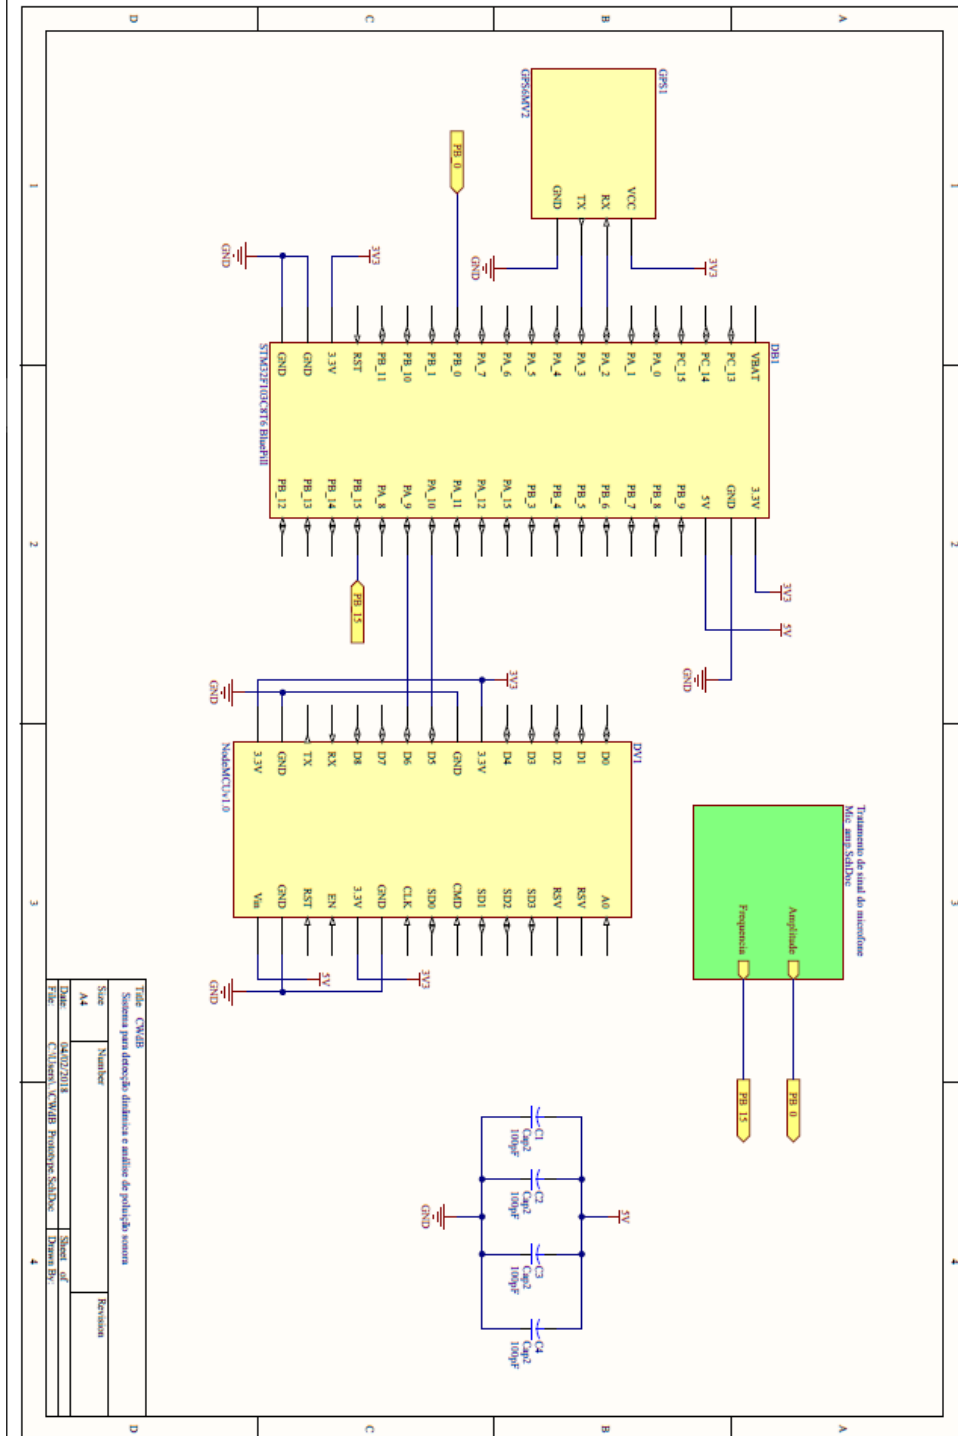 1
2
3
4
A
B
C
D
GPS1
VCC
RX
TX
GND
GPS6MV2
3V3
GND
PB_0
3V3
GND
DB1
VBAT
PC_13
PC_14
PC_15
PA_0
PA_1
PA_2
PA_3
PA_4
PA_5
PA_6
PA_7
PB_0
PB_1
PB_10
PB_11
RST
3.3V
GND
GND
3.3V
GND
5V
PB_9
PB_8
PB_7
PB_6
PB_5
PB_4
PB_3
PA_15
PA_12
PA_11
PA_10
PA_9
PA_8
PB_15
PB_14
PB_13
PB_12
STM32F103C8T6 BluePill
3V3
5V
GND
PB_15
3V3
GND
DV1
D0
D1
D2
D3
D4
3.3V
GND
D5
D6
D7
D8
RX
TX
GND
3.3V
A0
RSV
RSV
SD3
SD2
SD1
CMD
SD0
CLK
GND
3.3V
EN
RST
GND
Vin
NodeMCUv1.0
3V3
5V
GND
Tratamento de sinal do microfone
Mic_amp.SchDoc
Amplitude
Frequencia
PB_0
PB_15
5V
C1
Cap2
100pF
C2
Cap2
100pF
C3
Cap2
100pF
C4
Cap2
100pF
GND
Title CWdB
Sistema para detecção dinâmica e análise de poluição sonora
Size
Number
Revision
A4
Date: 04/02/2018
Sheet of
File: C:\Users\..\CWdB_Prototype.SchDoc
Drawn By:
1
2
3
4
A
B
C
D